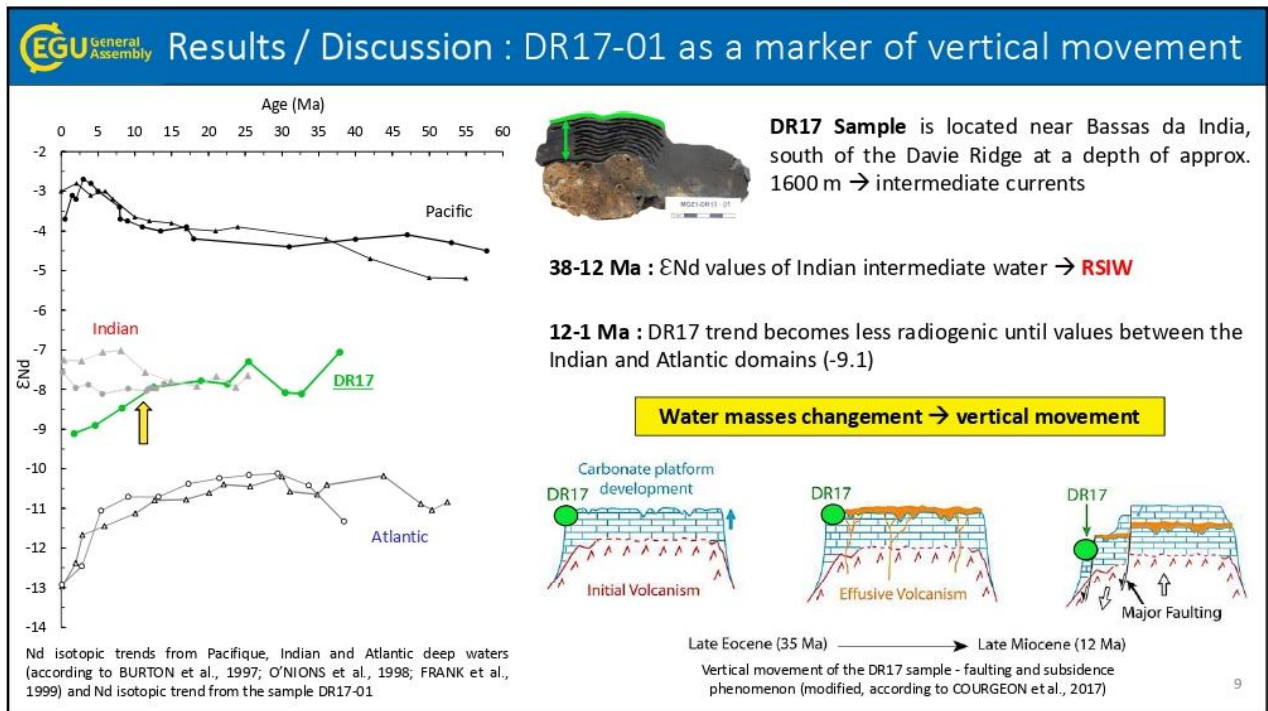 EGU General Assembly
Results / Discussion : DR17-01 as a marker of vertical movement
Age (Ma)
0 5 10 15 20 25 30 35 40 45 50 55 60
-2
-3
-4
-5
-6
-7
-8
-9
-10
-11
-12
-13
-14
ƐNd
Pacific
Indian
DR17
Atlantic
Nd isotopic trends from Pacifique, Indian and Atlantic deep waters
(according to BURTON et al., 1997; O'NIONS et al., 1998; FRANK et al.,
1999) and Nd isotopic trend from the sample DR17-01
DR17 Sample is located near Bassas da India,
south of the Davie Ridge at a depth of approx.
1600 m → intermediate currents
38-12 Ma : ƐNd values of Indian intermediate water → RSIW
12-1 Ma : DR17 trend becomes less radiogenic until values between the
Indian and Atlantic domains (-9.1)
Water masses changement → vertical movement
Carbonate platform
development
DR17
Initial Volcanism
DR17
Effusive Volcanism
DR17
Major Faulting
Late Eocene (35 Ma) → Late Miocene (12 Ma)
Vertical movement of the DR17 sample - faulting and subsidence
phenomenon (modified, according to COURGEON et al., 2017)
9